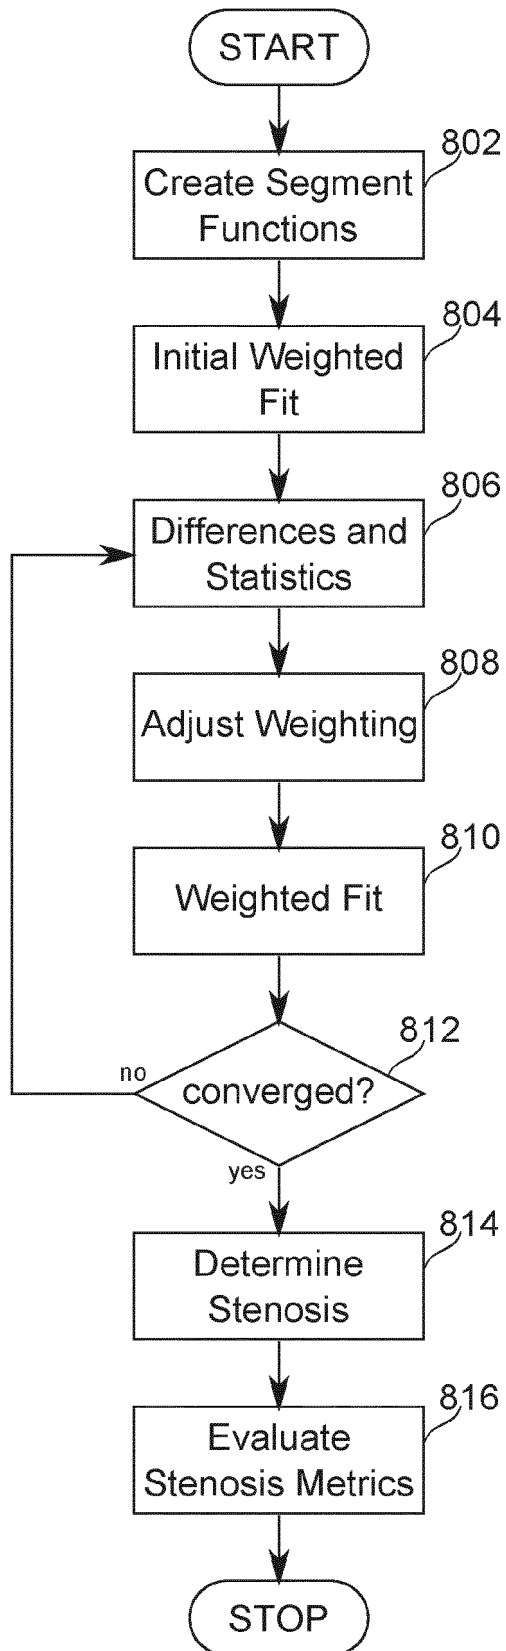 START
802
Create Segment
Functions
804
Initial Weighted
Fit
806
Differences and
Statistics
808
Adjust Weighting
810
Weighted Fit
812
no
converged?
yes
814
Determine
Stenosis
816
Evaluate
Stenosis Metrics
STOP